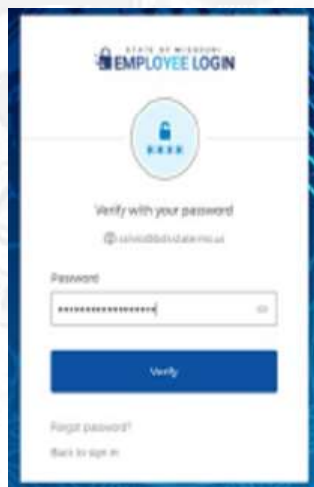 STATE OF MISSOURI
EMPLOYEE LOGIN
Verify with your password
Password
Verify
Forgot password?
Back to sign in